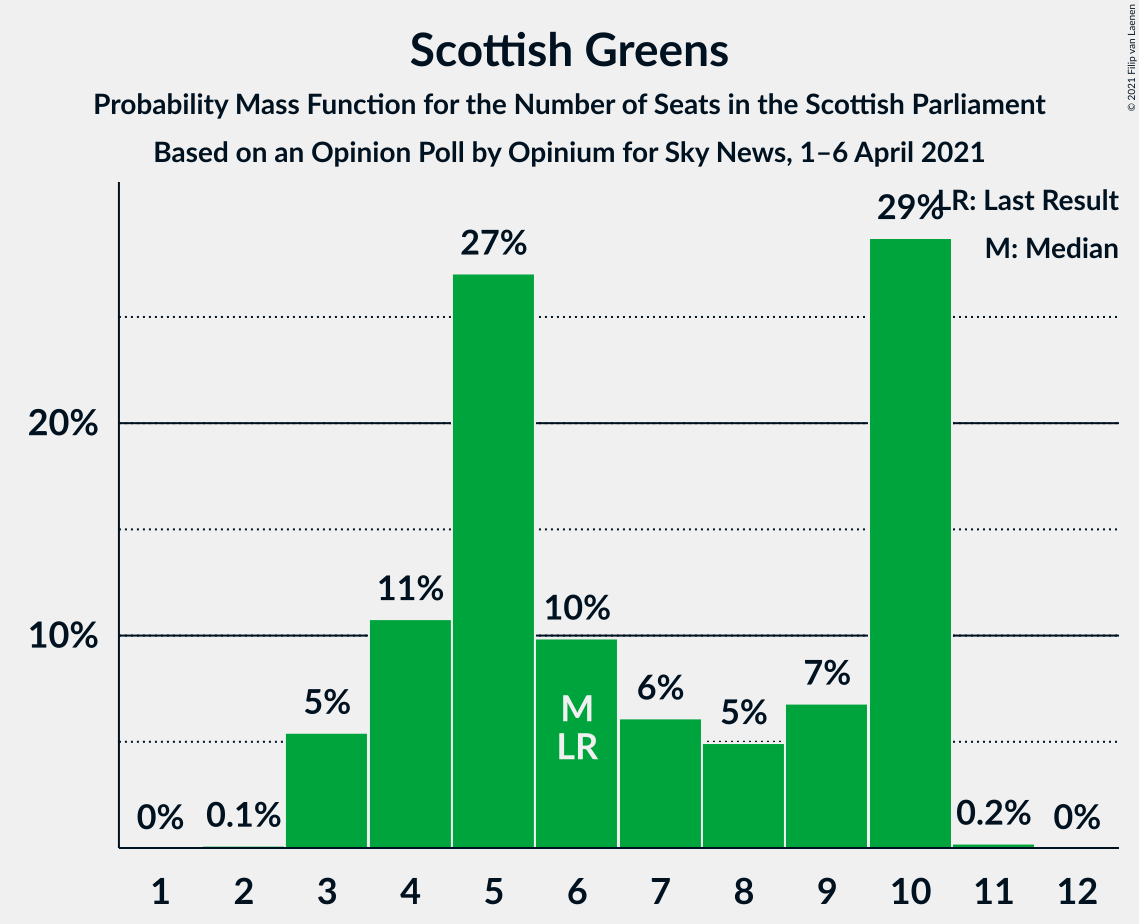 Scottish Greens
Probability Mass Function for the Number of Seats in the Scottish Parliament
Based on an Opinion Poll by Opinium for Sky News, 1–6 April 2021
© 2021 Filip van Laenen
LR: Last Result
M: Median
29%
27%
20%
11%
10%
10%
7%
6%
5%
5%
M
LR
0%
0.1%
0.2%
0%
1 2 3 4 5 6 7 8 9 10 11 12